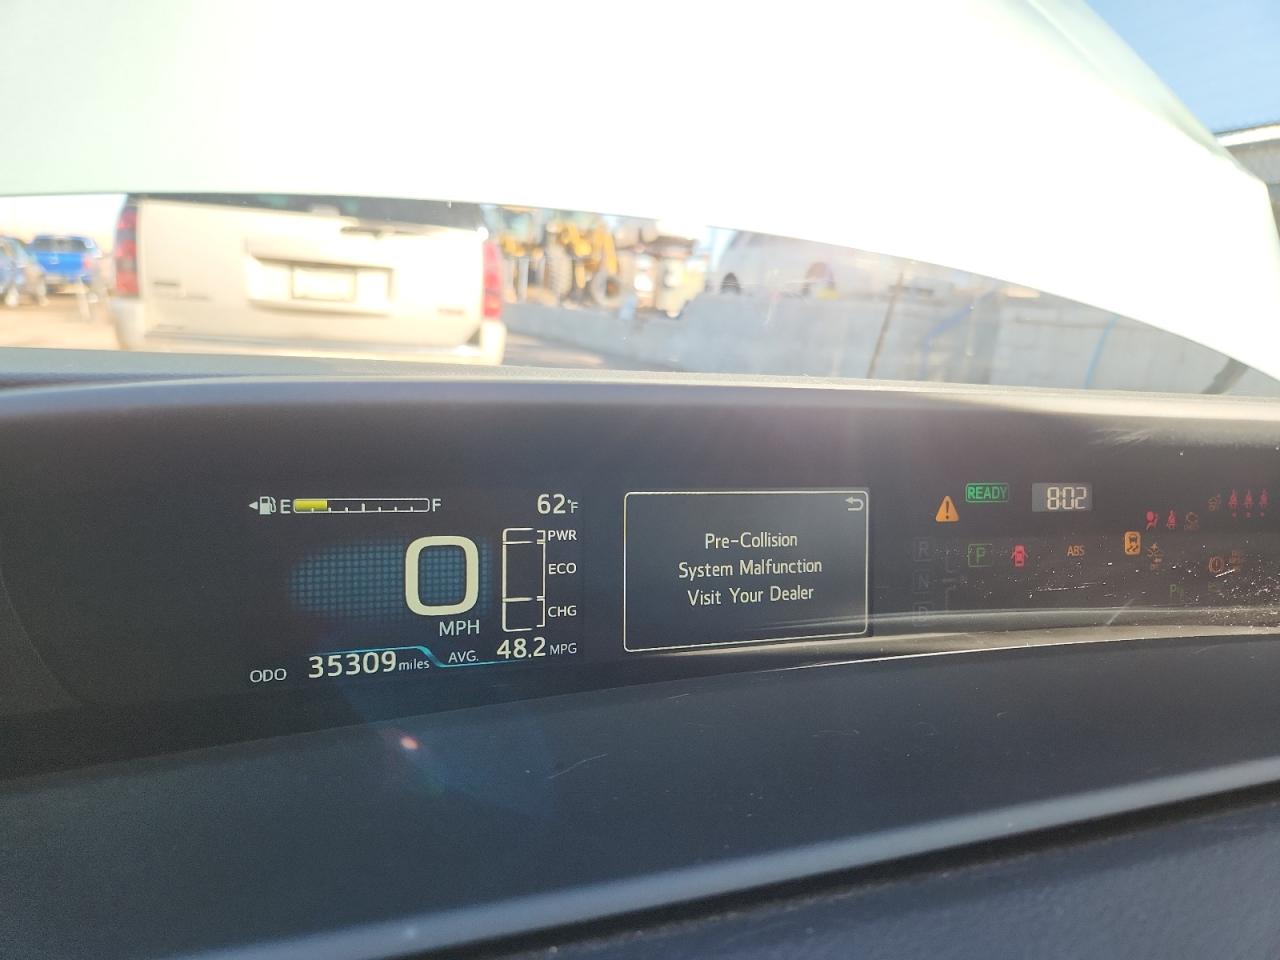 E F
62°F
PWR
ECO
CHG
0
MPH
ODO 35309 miles
AVG. 48.2 MPG
Pre-Collision
System Malfunction
Visit Your Dealer
READY
8:02
R
P
ABS
N
D